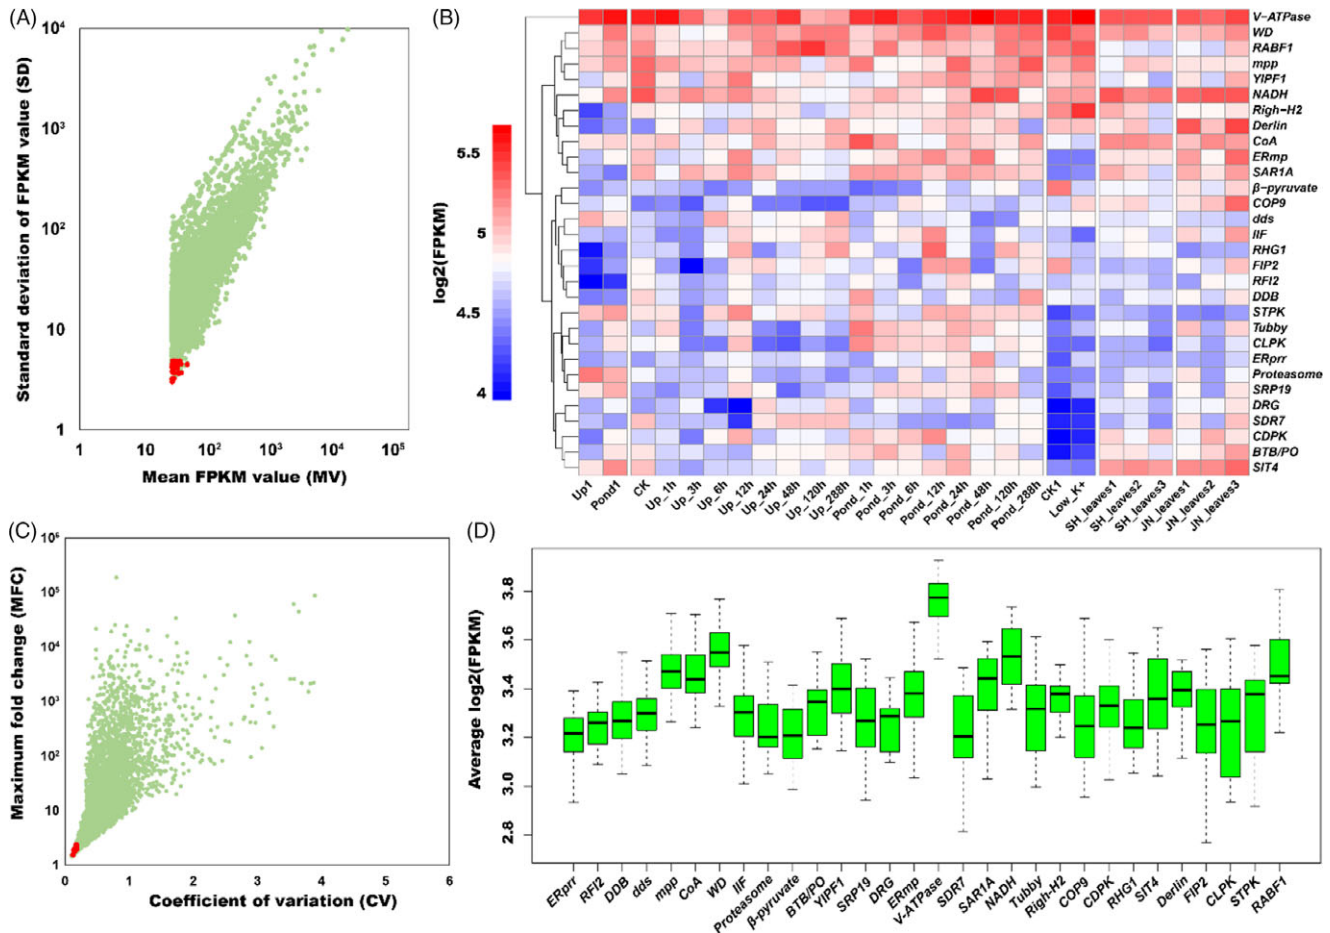 (A)
Standard deviation of FPKM value (SD)
10⁴
10³
10²
10
1
1
10
10²
10³
10⁴
10⁵
Mean FPKM value (MV)
(B)
log2(FPKM)
5.5
5
4.5
4
V-ATPase
WD
RABF1
mpp
YIPF1
NADH
Righ-H2
Derlin
CoA
ERmp
SAR1A
β-pyruvate
COP9
dds
IIF
RHG1
FIP2
RFI2
DDB
STPK
Tubby
CLPK
ERprr
Proteasome
SRP19
DRG
SDR7
CDPK
BTB/PO
SIT4
Up1
Pond1
CK
Up_1h
Up_3h
Up_6h
Up_12h
Up_24h
Up_48h
Up_120h
Up_288h
Pond_1h
Pond_3h
Pond_6h
Pond_12h
Pond_24h
Pond_48h
Pond_120h
Pond_288h
CK1
Low_K+
SH_leaves1
SH_leaves2
SH_leaves3
JN_leaves1
JN_leaves2
JN_leaves3
(C)
Maximum fold change (MFC)
10⁶
10⁵
10⁴
10³
10²
10
1
0
1
2
3
4
5
6
Coefficient of variation (CV)
(D)
Average log2(FPKM)
3.8
3.6
3.4
3.2
3.0
2.8
ERprr
RFI2
DDB
dds
mpp
CoA
WD
IIF
Proteasome
β-pyruvate
BTB/PO
YIPF1
SRP19
DRG
ERmp
V-ATPase
SDR7
SAR1A
NADH
Tubby
Righ-H2
COP9
CDPK
RHG1
SIT4
Derlin
FIP2
CLPK
STPK
RABF1